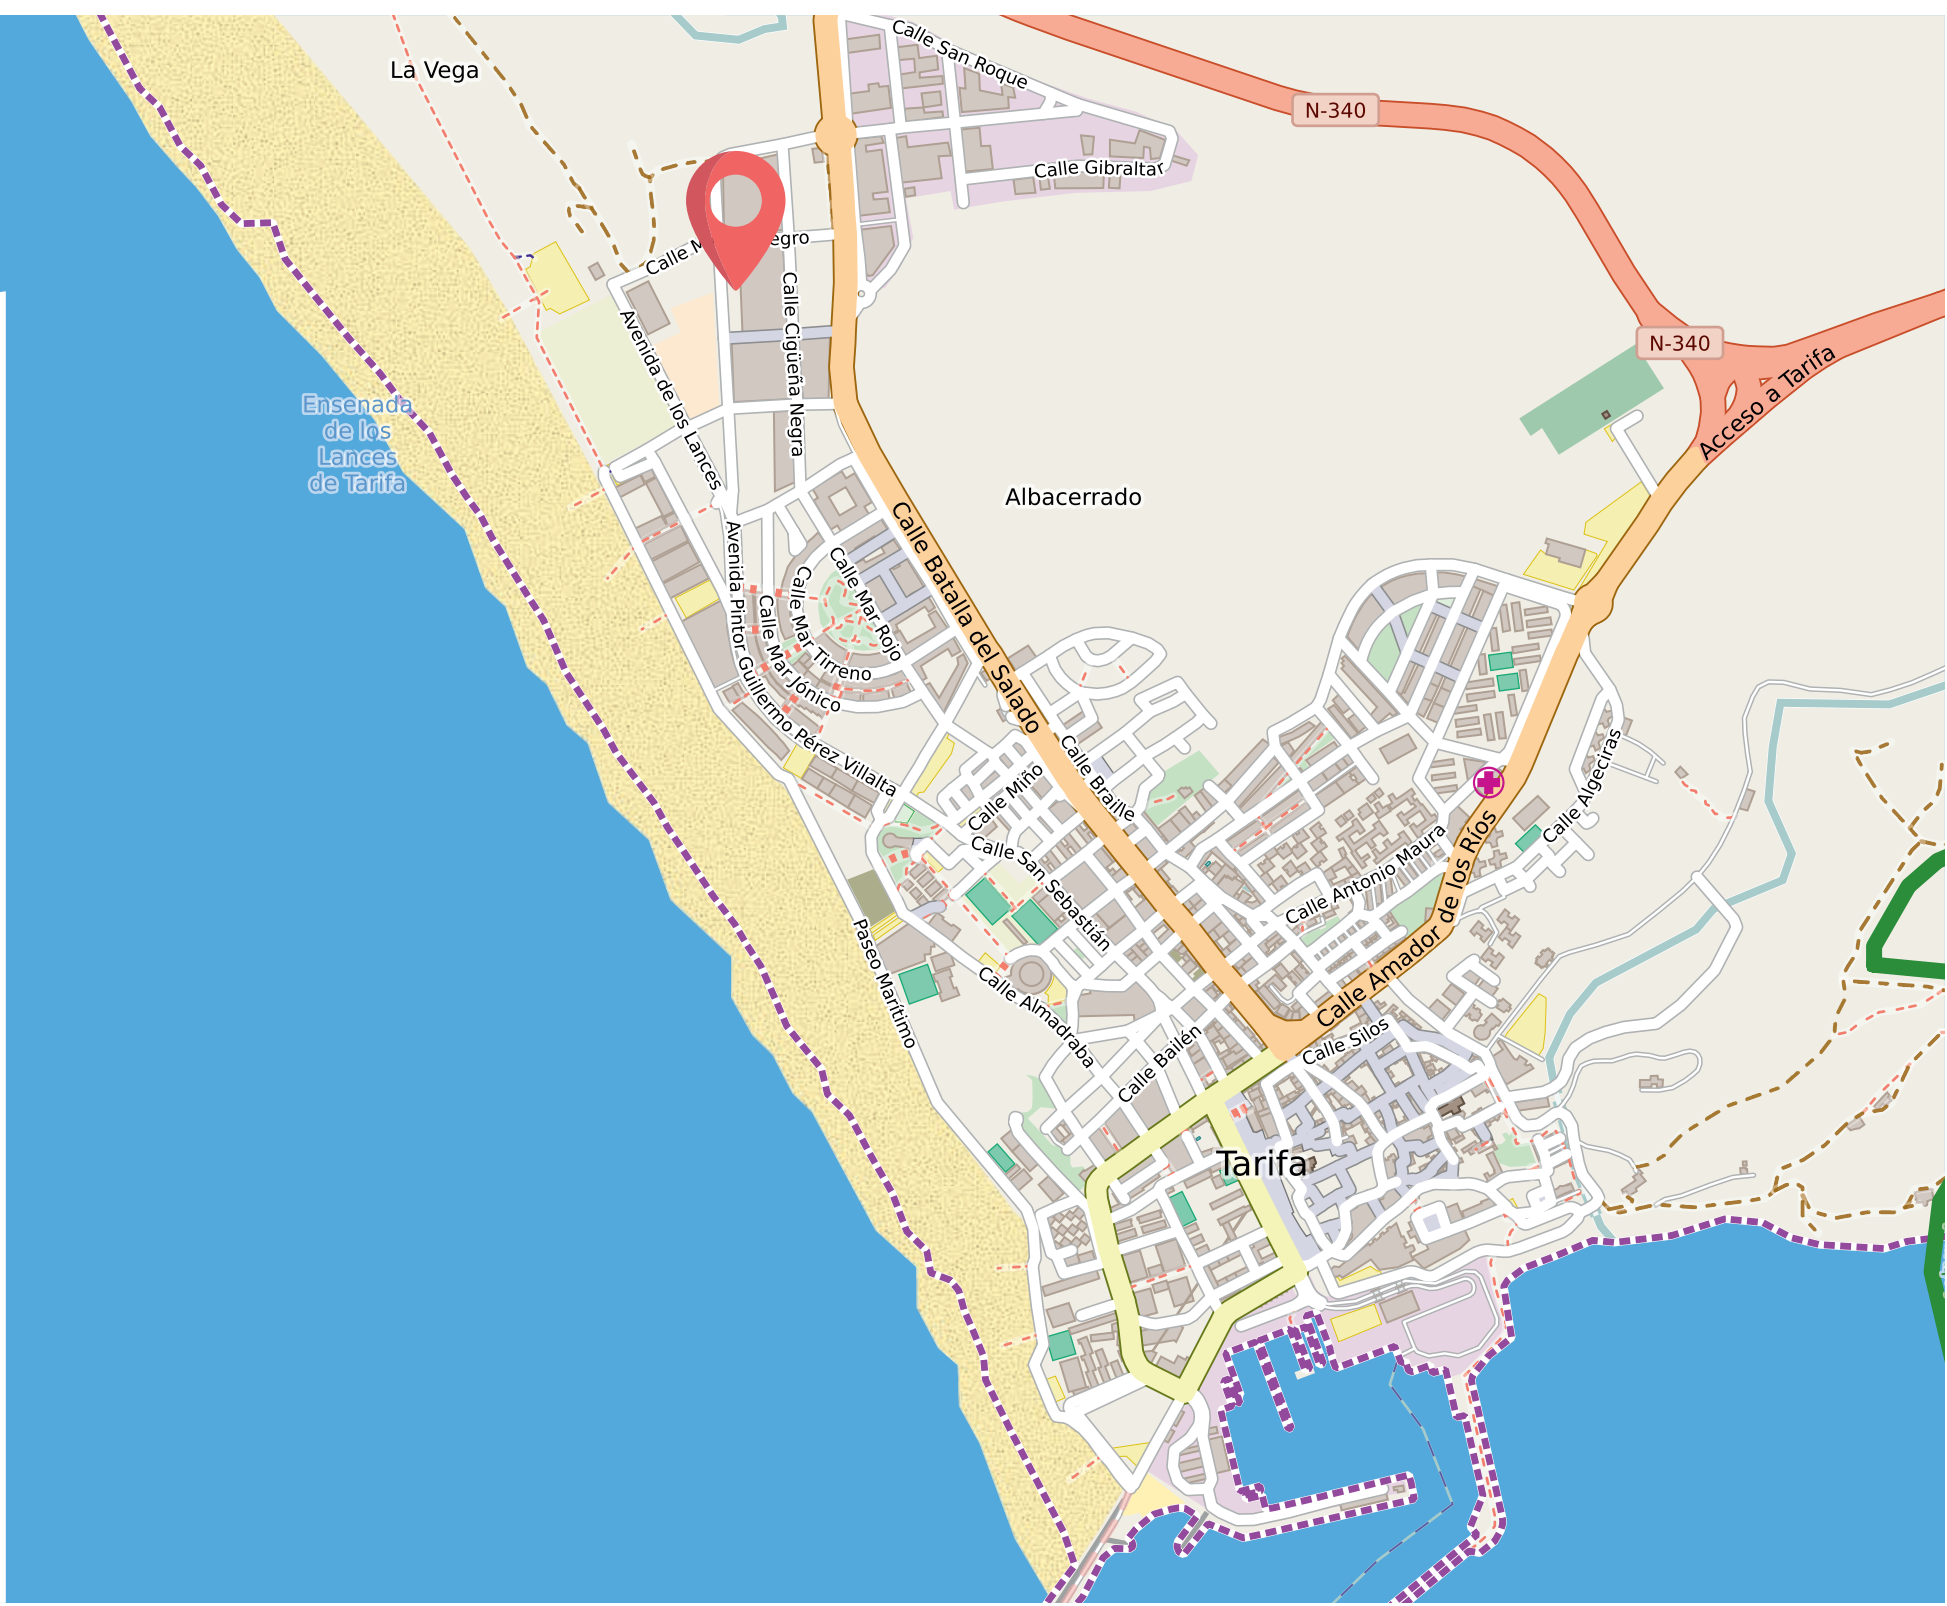 Calle San Roque
La Vega
N-340
Calle Gibraltar
Calle M
egro
Calle Cigüeña Negra
Avenida de los Lances
N-340
Acceso a Tarifa
Ensenada
de los
Lances
de Tarifa
Albacerrado
Calle Batalla del Salado
Avenida Pintor Guillermo Pérez Villalta
Calle Mar Rojo
Calle Mar Tirreno
Calle Mar Jónico
Calle Miño
Calle Braille
Calle Algeciras
Calle San Sebastián
Calle Antonio Maura
Calle Amador de los Ríos
Paseo Marítimo
Calle Almadraba
Calle Bailén
Calle Silos
Tarifa